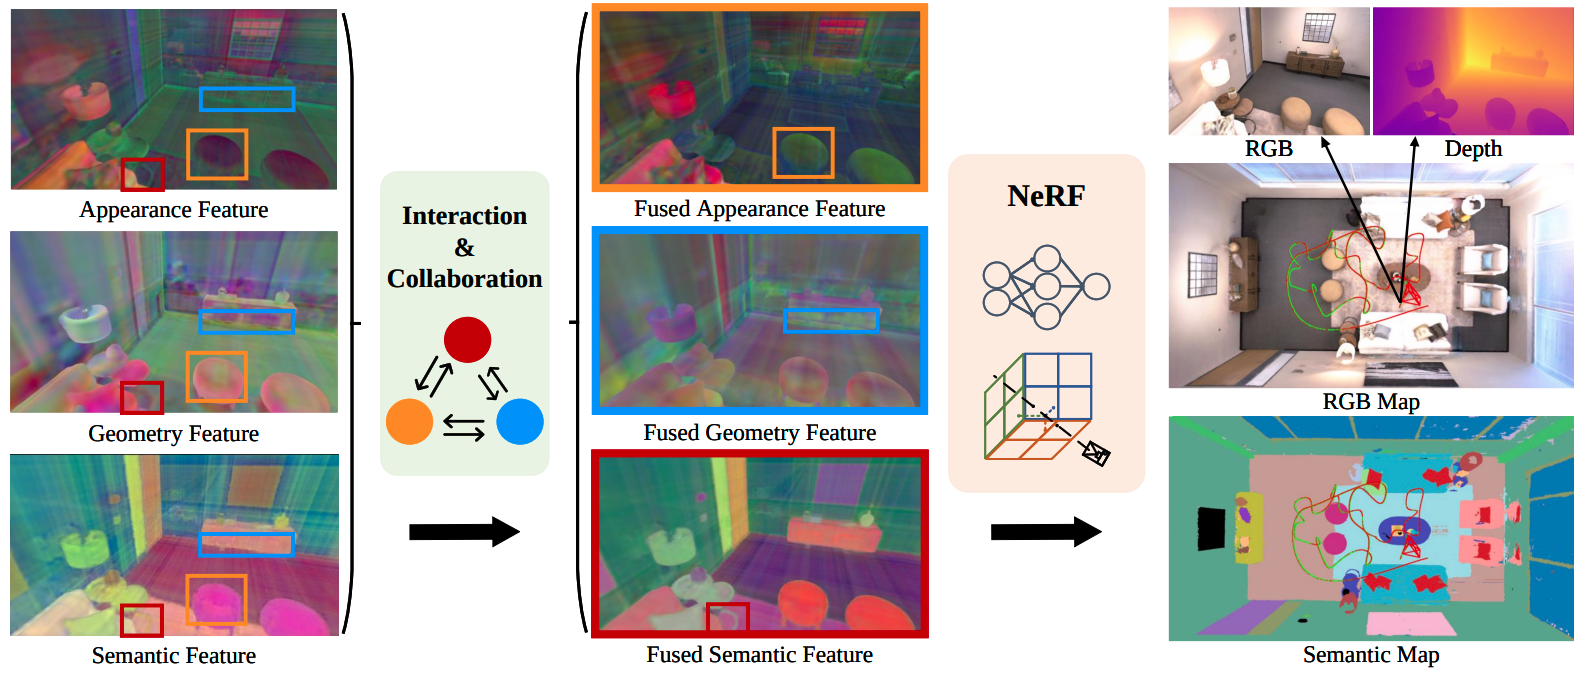 Appearance Feature
Geometry Feature
Semantic Feature
Interaction
&
Collaboration
Fused Appearance Feature
Fused Geometry Feature
Fused Semantic Feature
NeRF
RGB
Depth
RGB Map
Semantic Map